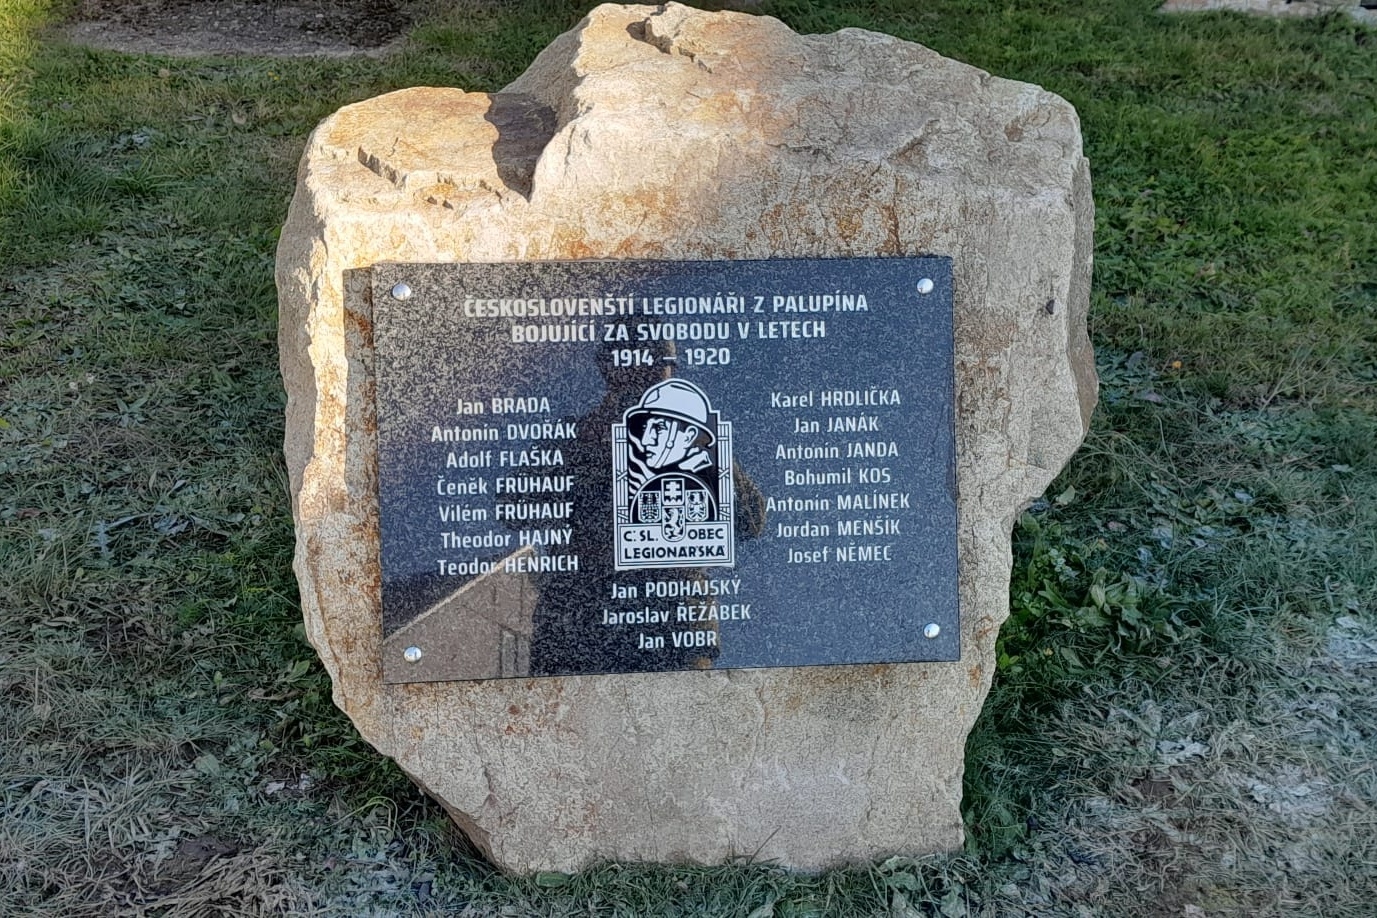 ČESKOSLOVENŠTÍ LEGIONÁŘI Z PALUPÍNA
BOJUJÍCÍ ZA SVOBODU V LETECH
1914 – 1920
Jan BRADA
Antonín DVOŘÁK
Adolf FLAŠKA
Čeněk FRÜHAUF
Vilém FRÜHAUF
Theodor HAJNÝ
Teodor HENRICH
Č.SL. OBEC
LEGIONÁŘSKÁ
Karel HRDLIČKA
Jan JANÁK
Antonín JANDA
Bohumil KOS
Antonín MALÍNEK
Jordan MENŠÍK
Josef NĚMEC
Jan PODHAJSKÝ
Jaroslav ŘEŽÁBEK
Jan VOBR